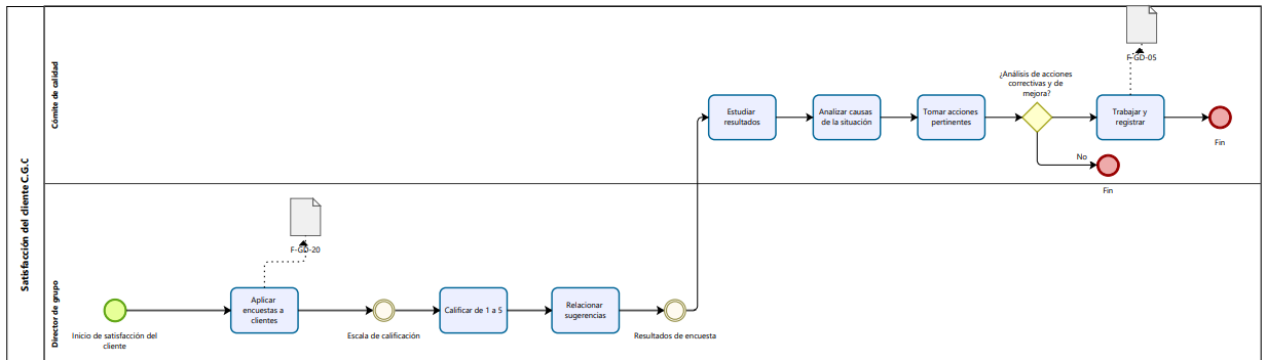 Satisfacción del cliente C.G.C
Cómite de calidad
F-GD-05
¿Análisis de acciones
correctivas y de
mejora?
Estudiar
resultados
Analizar causas
de la situación
Tomar acciones
pertinentes
Trabajar y
registrar
Fin
No
Fin
Director de grupo
F-GD-20
Inicio de satisfacción del
cliente
Aplicar
encuestas a
clientes
Escala de calificación
Calificar de 1 a 5
Relacionar
sugerencias
Resultados de encuesta